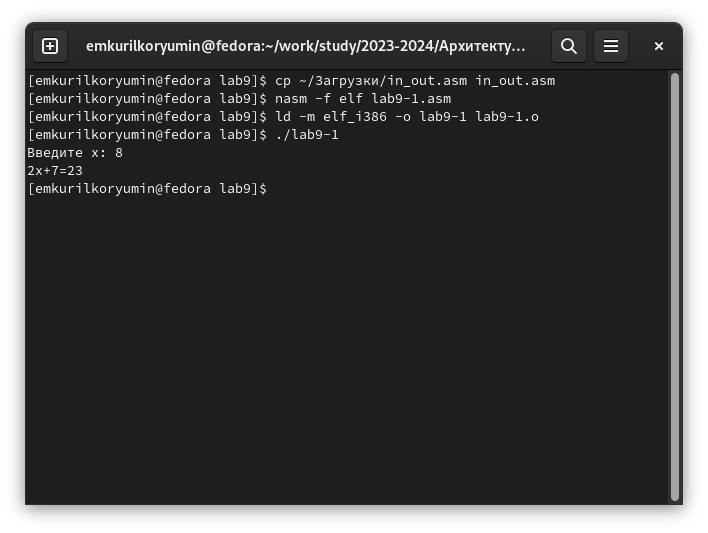 emkurilkoryumin@fedora:~/work/study/2023-2024/Архитекту...
[emkurilkoryumin@fedora lab9]$ cp ~/Загрузки/in_out.asm in_out.asm
[emkurilkoryumin@fedora lab9]$ nasm -f elf lab9-1.asm
[emkurilkoryumin@fedora lab9]$ ld -m elf_i386 -o lab9-1 lab9-1.o
[emkurilkoryumin@fedora lab9]$ ./lab9-1
Введите x: 8
2x+7=23
[emkurilkoryumin@fedora lab9]$